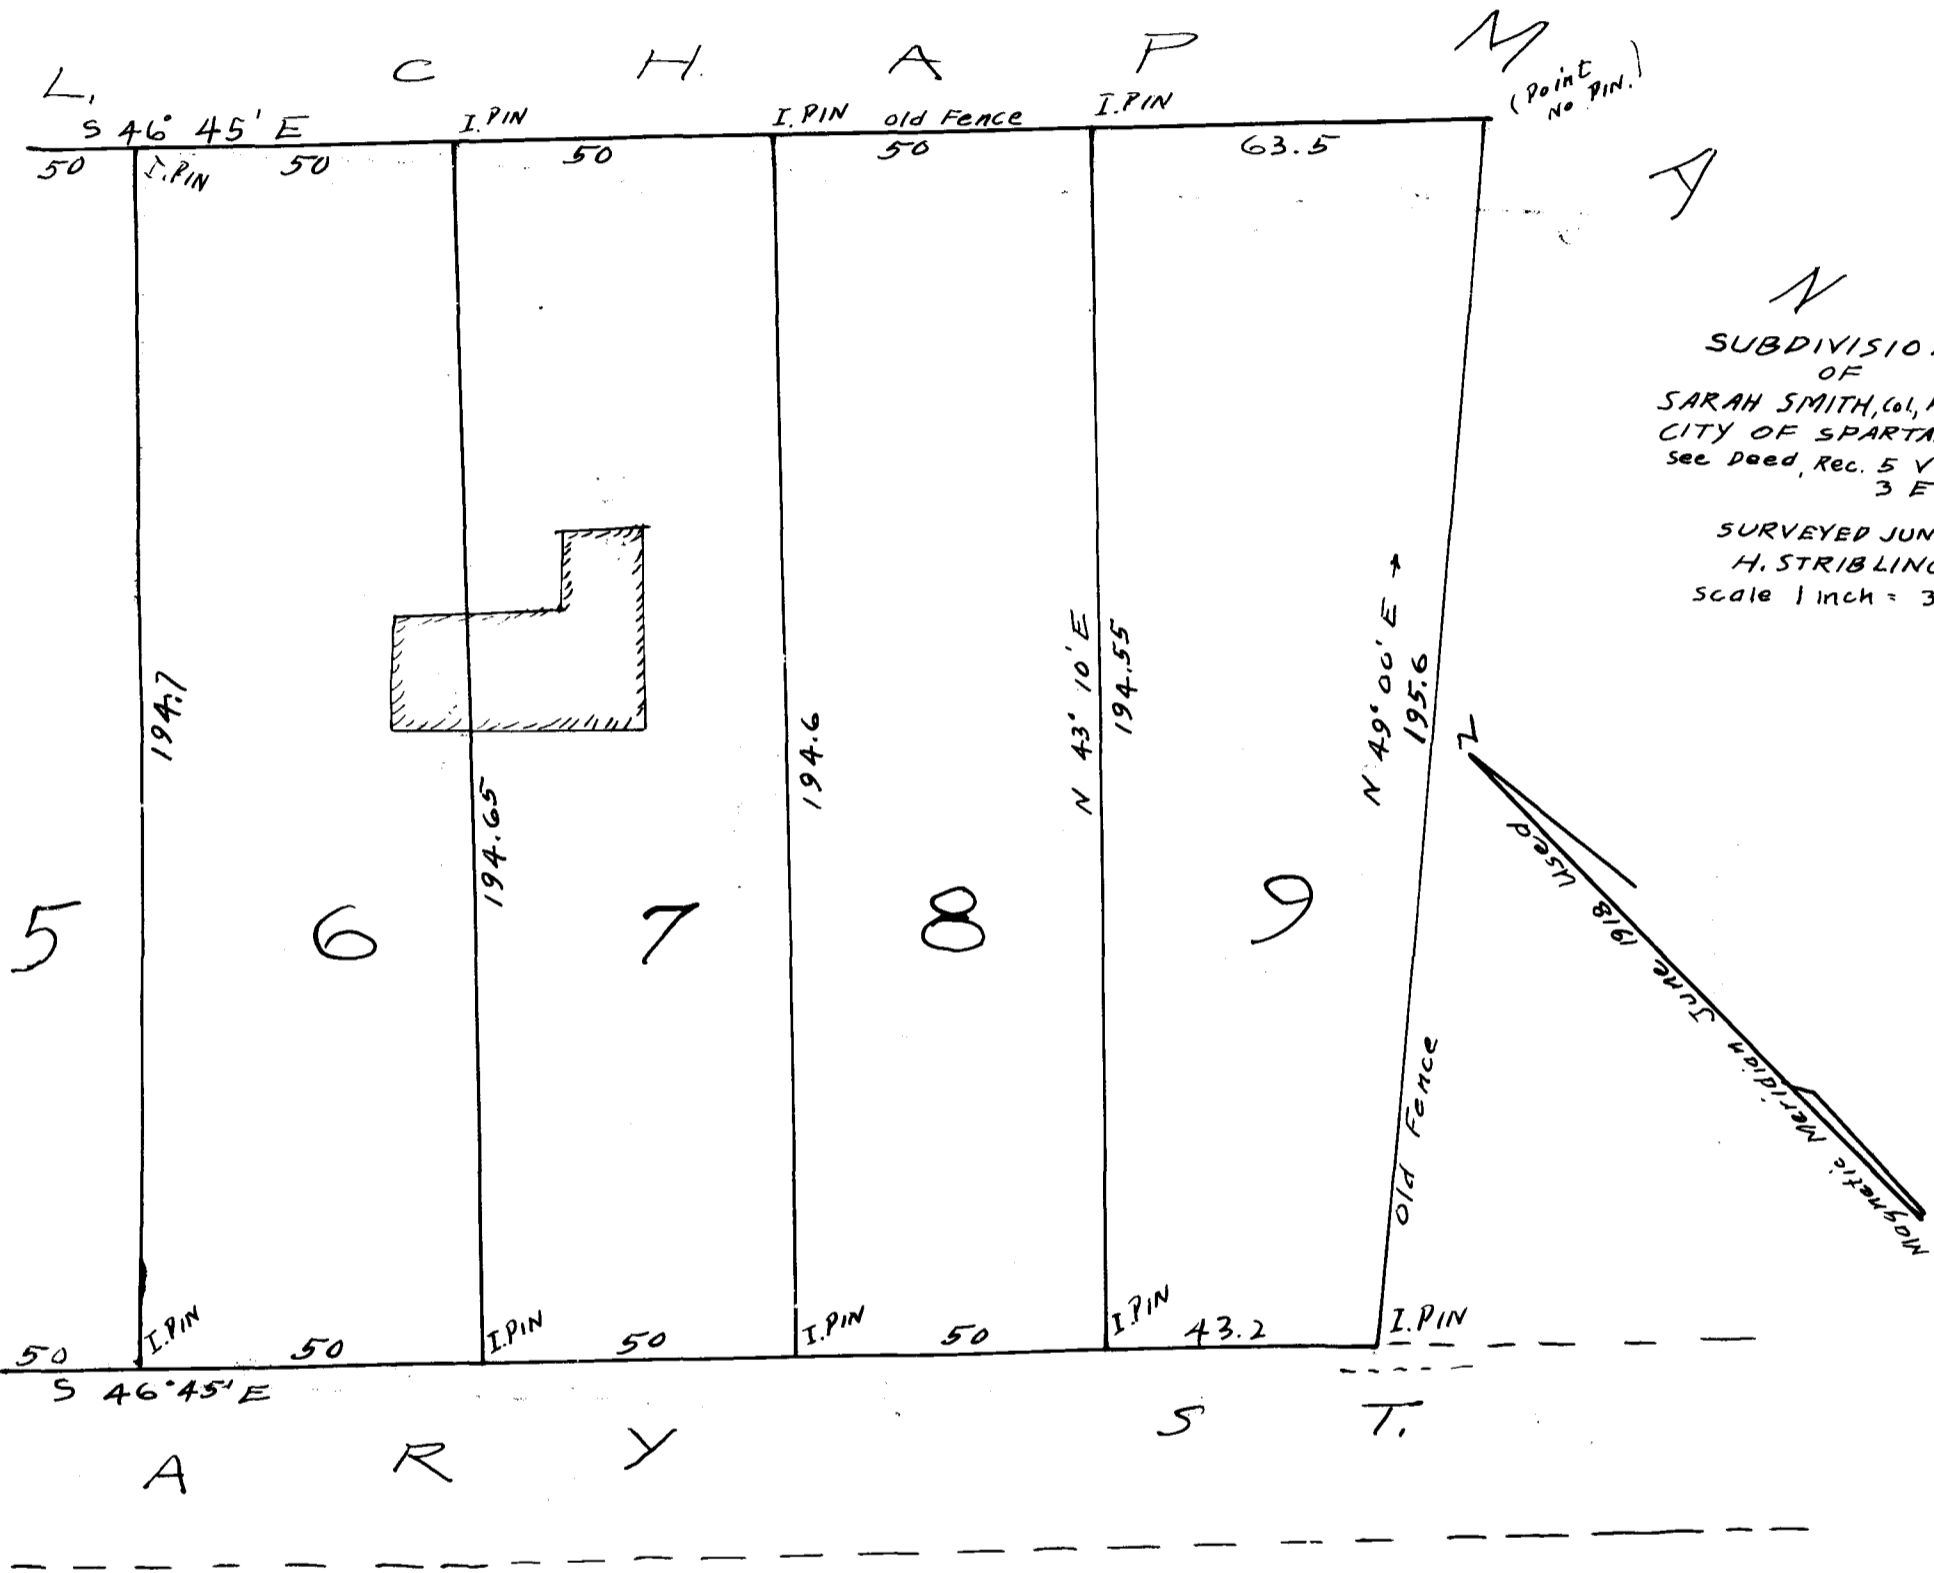 L. C H. A P M A N
(Point
No PIN.)
S 46° 45' E
I. PIN
I. PIN
old Fence
I. PIN
50
I. PIN
50
50
50
63.5
SUBDIVISIO
OF
SARAH SMITH, Col,
CITY OF SPARTA
See Deed, Rec. 5 V
3 E
SURVEYED JUN
H. STRIBLING
Scale 1 inch = 3
194.7
194.65
194.6
N 43° 10' E
194.55
N 49° 00' E →
195.6
Old Fence
5
6
7
8
9
Magnetic Meridian June 1918 used
I. PIN
I. PIN
I. PIN
I. PIN
I. PIN
50
50
50
50
43.2
S 46° 45' E
A R Y S T.